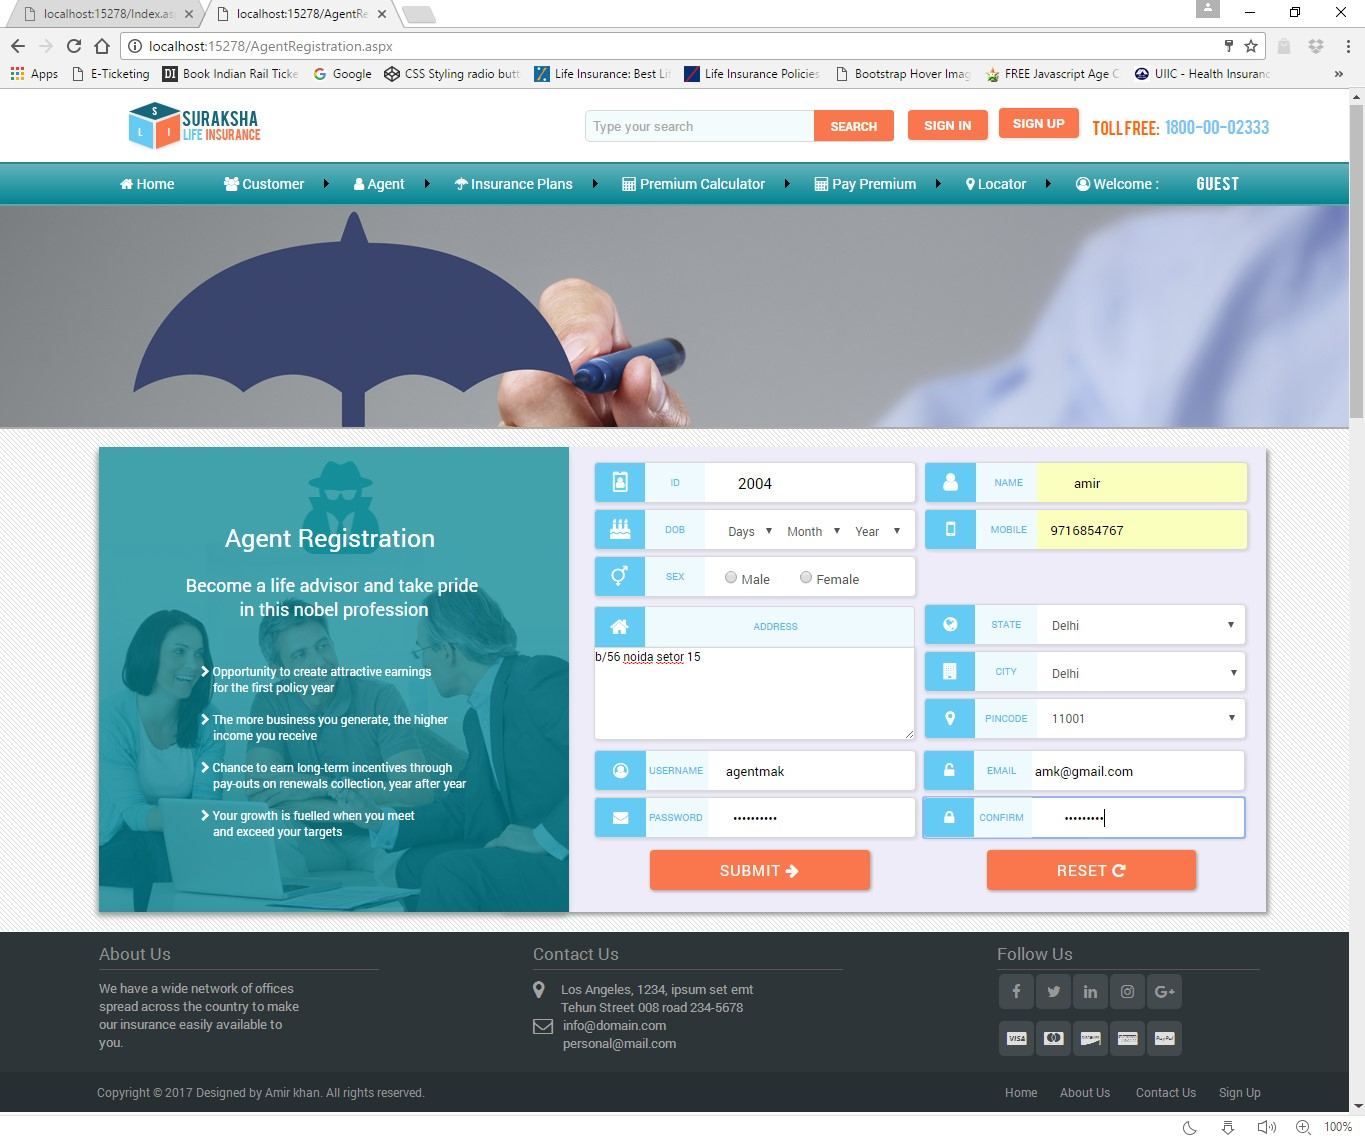 localhost:15278/Index.as
localhost:15278/AgentRe
localhost:15278/AgentRegistration.aspx
Apps
E-Ticketing
DI
Book Indian Rail Ticke
Google
CSS Styling radio butt
Life Insurance: Best Li
Life Insurance Policies
Bootstrap Hover Imag
FREE Javascript Age C
UIIC - Health Insuranc
»
S
L I
SURAKSHA
LIFE INSURANCE
Type your search
SEARCH
SIGN IN
SIGN UP
TOLL FREE: 1800-00-02333
Home
Customer
Agent
Insurance Plans
Premium Calculator
Pay Premium
Locator
Welcome :
GUEST
Agent Registration
Become a life advisor and take pride
in this nobel profession
Opportunity to create attractive earnings
for the first policy year
The more business you generate, the higher
income you receive
Chance to earn long-term incentives through
pay-outs on renewals collection, year after year
Your growth is fuelled when you meet
and exceed your targets
ID 2004
NAME amir
DOB Days Month Year
MOBILE 9716854767
SEX Male Female
ADDRESS
b/56 noida setor 15
STATE Delhi
CITY Delhi
PINCODE 11001
USERNAME agentmak
EMAIL amk@gmail.com
PASSWORD ••••••••••
CONFIRM •••••••••
SUBMIT
RESET
About Us
We have a wide network of offices
spread across the country to make
our insurance easily available to
you.
Contact Us
Los Angeles, 1234, ipsum set emt
Tehun Street 008 road 234-5678
info@domain.com
personal@mail.com
Follow Us
G+
VISA
PayPal
Copyright © 2017 Designed by Amir khan. All rights reserved.
Home
About Us
Contact Us
Sign Up
100%